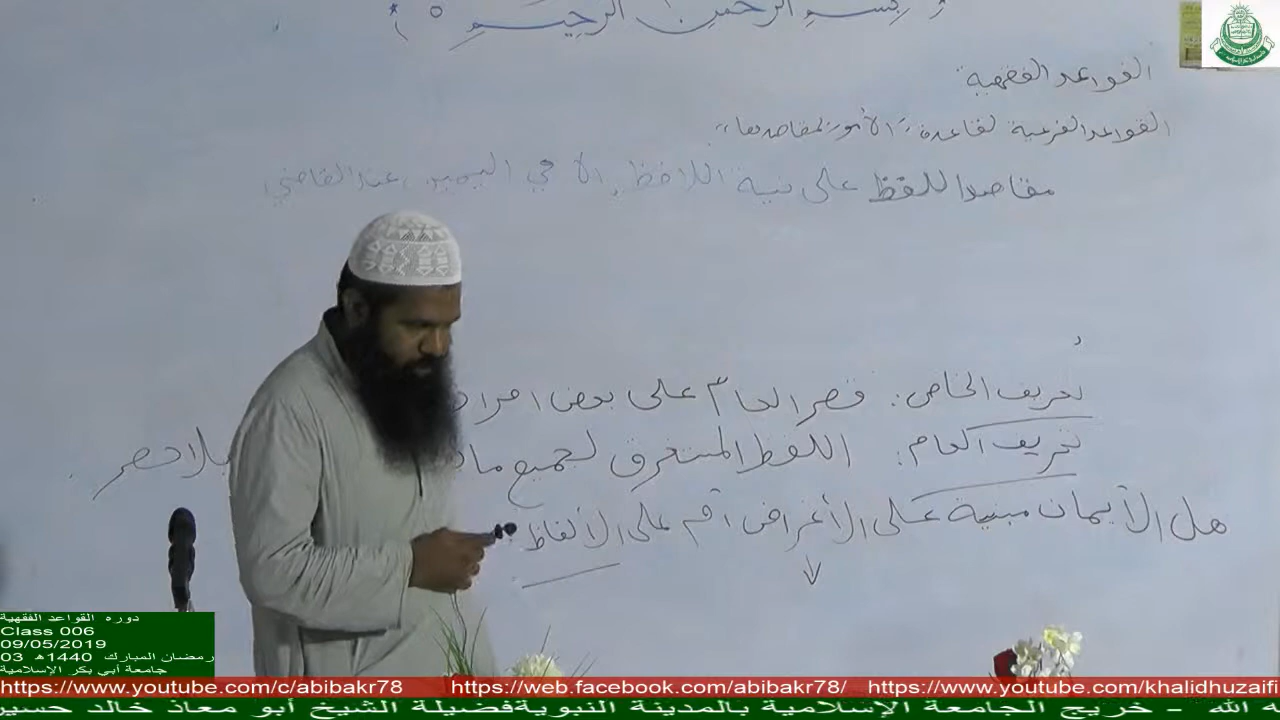 بسم الله الرحمن الرحيم
القواعد الفقهية
القواعد الفرعية لقاعدة "الأمور بمقاصدها"
مقاصد اللفظ على نية اللافظ إلا في اليمين عند القاضي
تعريف الخاص: قصر العام على بعض افراد
تعريف العام: اللفظ المستغرق لجميع ما بلا حصر.
هل الأيمان مبنية على الأغراض أم على الألفاظ
دوره القواعد الفقهية
Class 006
09/05/2019
03 رمضان المبارك 1440ھ
جامعة أبي بكر الإسلامية
https://www.youtube.com/c/abibakr78 https://web.facebook.com/abibakr78/ https://www.youtube.com/khalidhuzaifi
ه الله - خريج الجامعة الإسلامية بالمدينة النبوية فضيلة الشيخ أبو معاذ خالد حسين